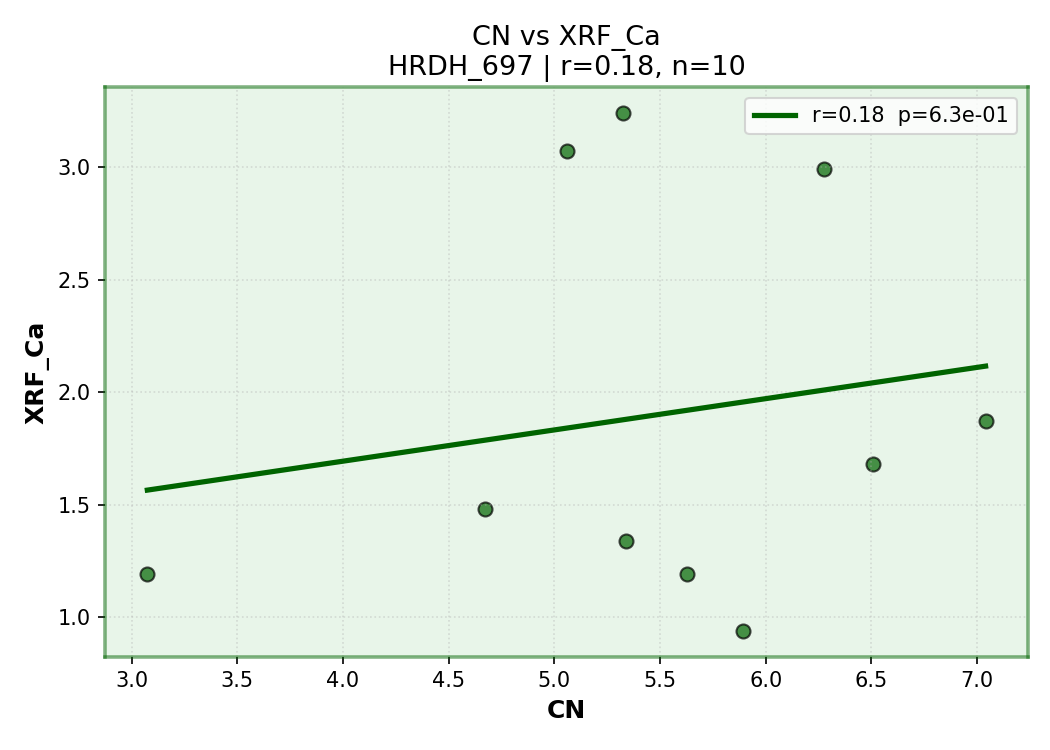 CN vs XRF_Ca
HRDH_697 | r=0.18, n=10
r=0.18  p=6.3e-01
XRF_Ca
3.0
2.5
2.0
1.5
1.0
3.0 3.5 4.0 4.5 5.0 5.5 6.0 6.5 7.0
CN